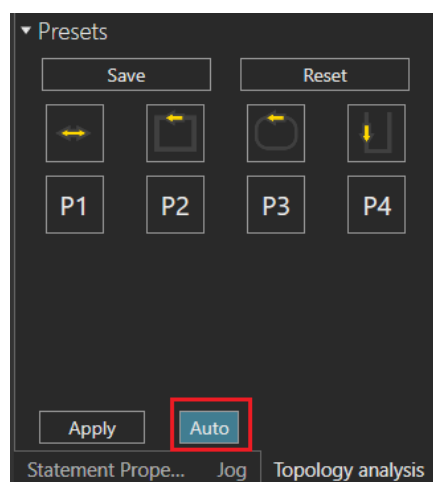 Presets
Save Reset
P1 P2 P3 P4
Apply Auto
Statement Prope... Jog Topology analysis